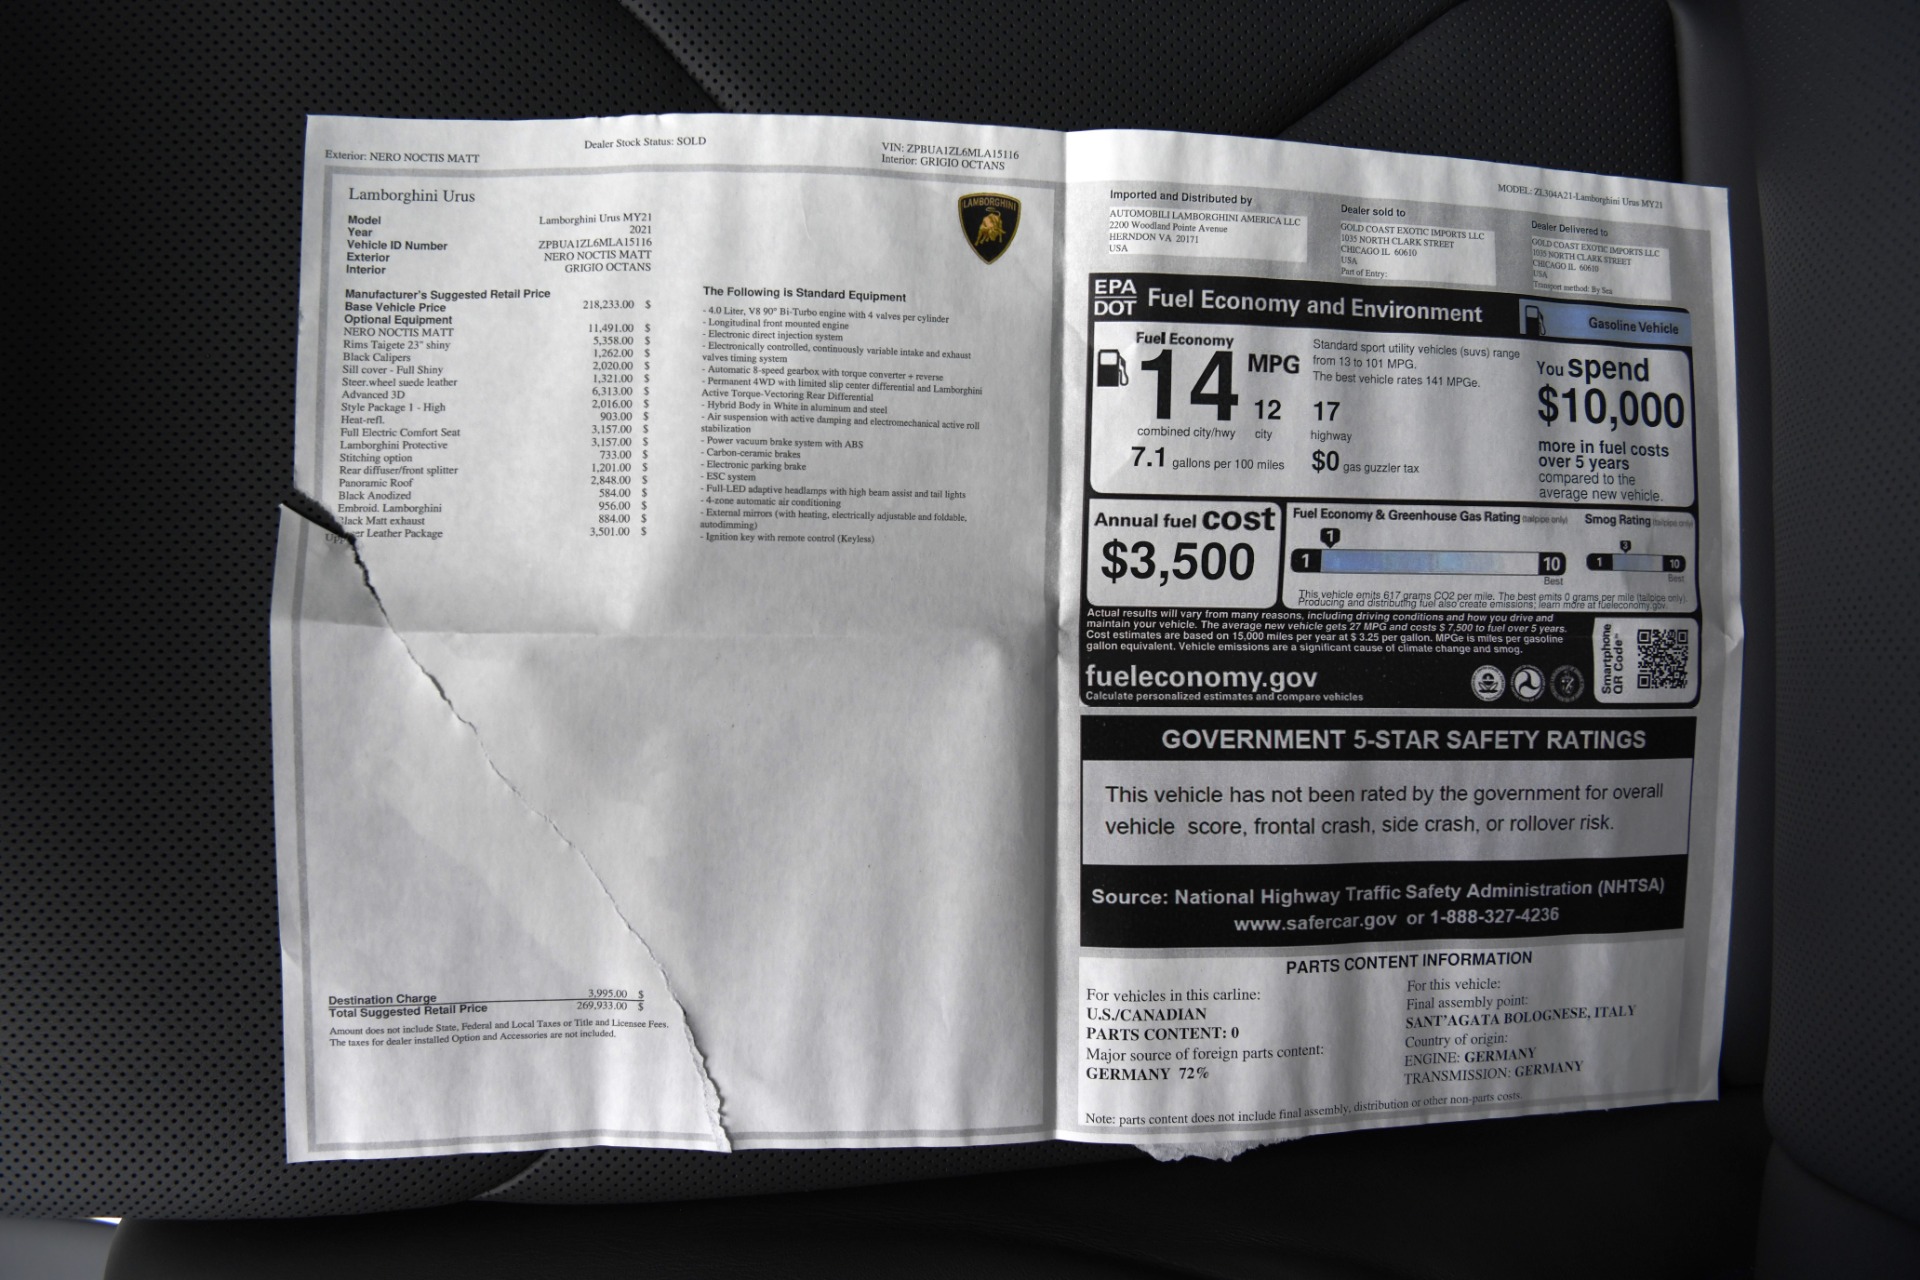 Exterior: NERO NOCTIS MATT
Dealer Stock Status: SOLD
VIN: ZPBUA1ZL6MLA15116
Interior: GRIGIO OCTANS
Lamborghini Urus
Model Lamborghini Urus MY21
Year 2021
Vehicle ID Number ZPBUA1ZL6MLA15116
Exterior NERO NOCTIS MATT
Interior GRIGIO OCTANS
LAMBORGHINI
Manufacturer's Suggested Retail Price
Base Vehicle Price 218,233.00 $
Optional Equipment
NERO NOCTIS MATT 11,491.00 $
Rims Taigete 23" shiny 5,358.00 $
Black Calipers 1,262.00 $
Sill cover - Full Shiny 2,020.00 $
Steer.wheel suede leather 1,321.00 $
Advanced 3D 6,313.00 $
Style Package 1 - High 2,016.00 $
Heat-refl. 903.00 $
Full Electric Comfort Seat 3,157.00 $
Lamborghini Protective 3,157.00 $
Stitching option 733.00 $
Rear diffuser/front splitter 1,201.00 $
Panoramic Roof 2,848.00 $
Black Anodized 584.00 $
Embroid. Lamborghini 956.00 $
Black Matt exhaust 884.00 $
Upper Leather Package 3,501.00 $
The Following is Standard Equipment
- 4.0 Liter, V8 90° Bi-Turbo engine with 4 valves per cylinder
- Longitudinal front mounted engine
- Electronic direct injection system
- Electronically controlled, continuously variable intake and exhaust
valves timing system
- Automatic 8-speed gearbox with torque converter + reverse
- Permanent 4WD with limited slip center differential and Lamborghini
Active Torque-Vectoring Rear Differential
- Hybrid Body in White in aluminum and steel
- Air suspension with active damping and electromechanical active roll
stabilization
- Power vacuum brake system with ABS
- Carbon-ceramic brakes
- Electronic parking brake
- ESC system
- Full-LED adaptive headlamps with high beam assist and tail lights
- 4-zone automatic air conditioning
- External mirrors (with heating, electrically adjustable and foldable,
autodimming)
- Ignition key with remote control (Keyless)
Destination Charge 3,995.00 $
Total Suggested Retail Price 269,933.00 $
Amount does not include State, Federal and Local Taxes or Title and Licensee Fees.
The taxes for dealer installed Option and Accessories are not included.
MODEL: ZL304A21-Lamborghini Urus MY21
Imported and Distributed by
AUTOMOBILI LAMBORGHINI AMERICA LLC
2200 Woodland Pointe Avenue
HERNDON VA 20171
USA
Dealer sold to
GOLD COAST EXOTIC IMPORTS LLC
1035 NORTH CLARK STREET
CHICAGO IL 60610
USA
Port of Entry:
Dealer Delivered to
GOLD COAST EXOTIC IMPORTS LLC
1035 NORTH CLARK STREET
CHICAGO IL 60610
USA
Transport method: By Sea
EPA
DOT
Fuel Economy and Environment
Gasoline Vehicle
Fuel Economy
14 MPG
combined city/hwy
12
city
17
highway
7.1 gallons per 100 miles
$0 gas guzzler tax
Standard sport utility vehicles (suvs) range
from 13 to 101 MPG.
The best vehicle rates 141 MPGe.
You spend
$10,000
more in fuel costs
over 5 years
compared to the
average new vehicle.
Annual fuel cost
$3,500
Fuel Economy & Greenhouse Gas Rating (tailpipe only)
1
1 10
Best
Smog Rating (tailpipe only)
3
1 10
Best
This vehicle emits 617 grams CO2 per mile. The best emits 0 grams per mile (tailpipe only).
Producing and distributing fuel also create emissions; learn more at fueleconomy.gov.
Actual results will vary from many reasons, including driving conditions and how you drive and
maintain your vehicle. The average new vehicle gets 27 MPG and costs $ 7,500 to fuel over 5 years.
Cost estimates are based on 15,000 miles per year at $ 3.25 per gallon. MPGe is miles per gasoline
gallon equivalent. Vehicle emissions are a significant cause of climate change and smog.
fueleconomy.gov
Calculate personalized estimates and compare vehicles
Smartphone
QR Code™
GOVERNMENT 5-STAR SAFETY RATINGS
This vehicle has not been rated by the government for overall
vehicle score, frontal crash, side crash, or rollover risk.
Source: National Highway Traffic Safety Administration (NHTSA)
www.safercar.gov or 1-888-327-4236
PARTS CONTENT INFORMATION
For vehicles in this carline:
U.S./CANADIAN
PARTS CONTENT: 0
Major source of foreign parts content:
GERMANY 72%
For this vehicle:
Final assembly point:
SANT'AGATA BOLOGNESE, ITALY
Country of origin:
ENGINE: GERMANY
TRANSMISSION: GERMANY
Note: parts content does not include final assembly, distribution or other non-parts costs.